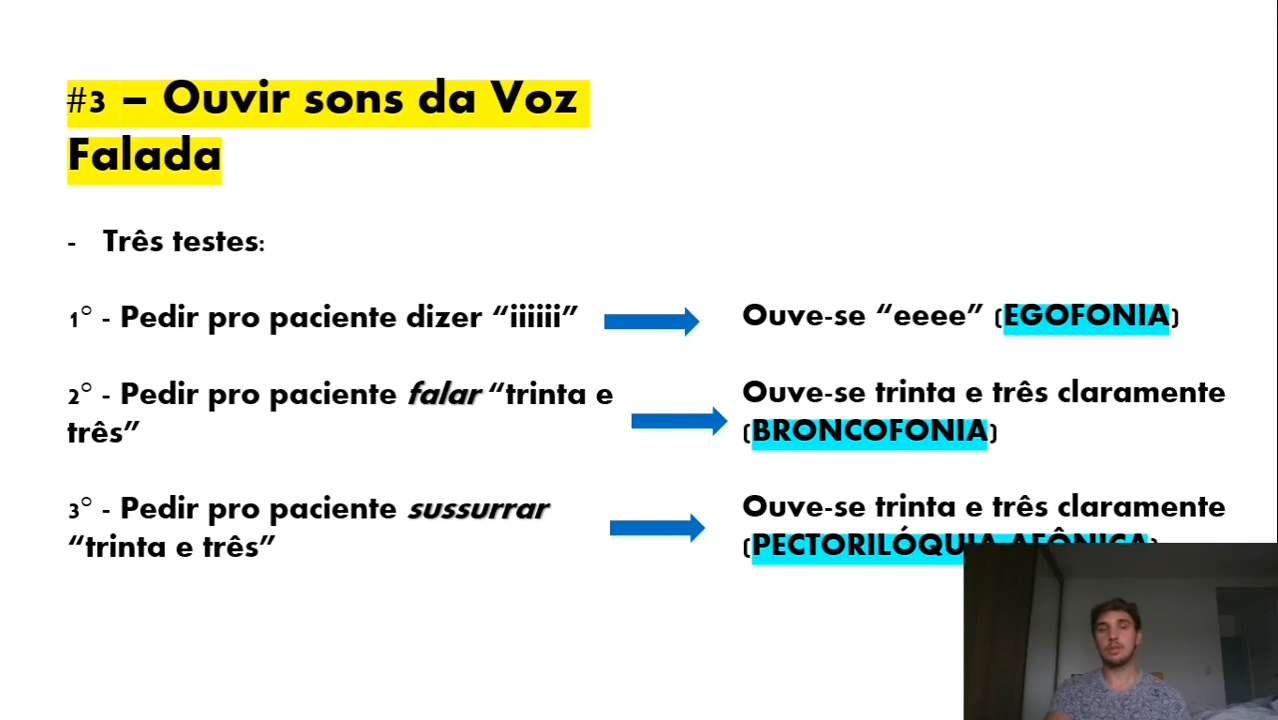 #3 – Ouvir sons da Voz
Falada
- Três testes:
1° - Pedir pro paciente dizer “iiiiii”
Ouve-se “eeee” (EGOFONIA)
2° - Pedir pro paciente falar “trinta e
três”
Ouve-se trinta e três claramente
(BRONCOFONIA)
3° - Pedir pro paciente sussurrar
“trinta e três”
Ouve-se trinta e três claramente
(PECTORILÓQUIA AFÔNICA)